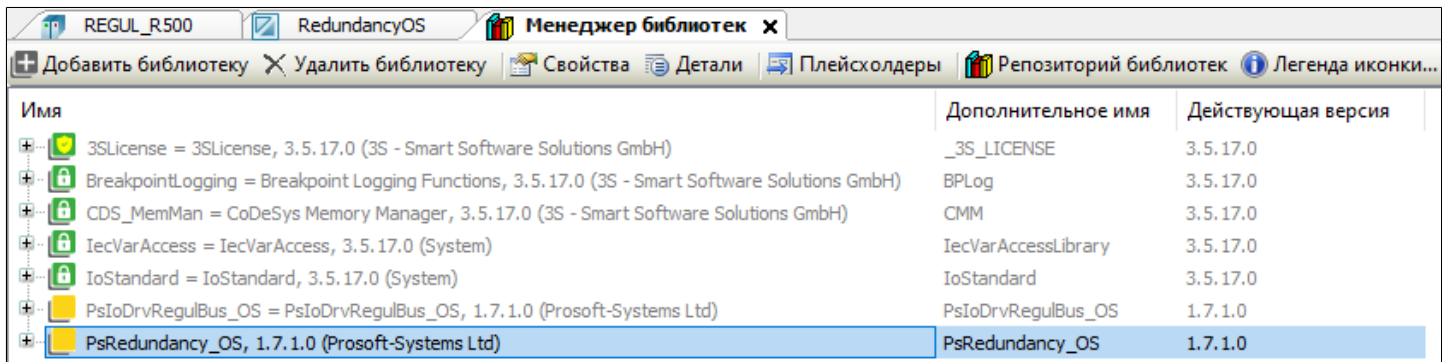 REGUL_R500 RedundancyOS Менеджер библиотек
Добавить библиотеку Удалить библиотеку Свойства Детали Плейсхолдеры Репозиторий библиотек Легенда иконки...
Имя Дополнительное имя Действующая версия
3SLicense = 3SLicense, 3.5.17.0 (3S - Smart Software Solutions GmbH) _3S_LICENSE 3.5.17.0
BreakpointLogging = Breakpoint Logging Functions, 3.5.17.0 (3S - Smart Software Solutions GmbH) BPLog 3.5.17.0
CDS_MemMan = CoDeSys Memory Manager, 3.5.17.0 (3S - Smart Software Solutions GmbH) CMM 3.5.17.0
IecVarAccess = IecVarAccess, 3.5.17.0 (System) IecVarAccessLibrary 3.5.17.0
IoStandard = IoStandard, 3.5.17.0 (System) IoStandard 3.5.17.0
PsIoDrvRegulBus_OS = PsIoDrvRegulBus_OS, 1.7.1.0 (Prosoft-Systems Ltd) PsIoDrvRegulBus_OS 1.7.1.0
PsRedundancy_OS, 1.7.1.0 (Prosoft-Systems Ltd) PsRedundancy_OS 1.7.1.0